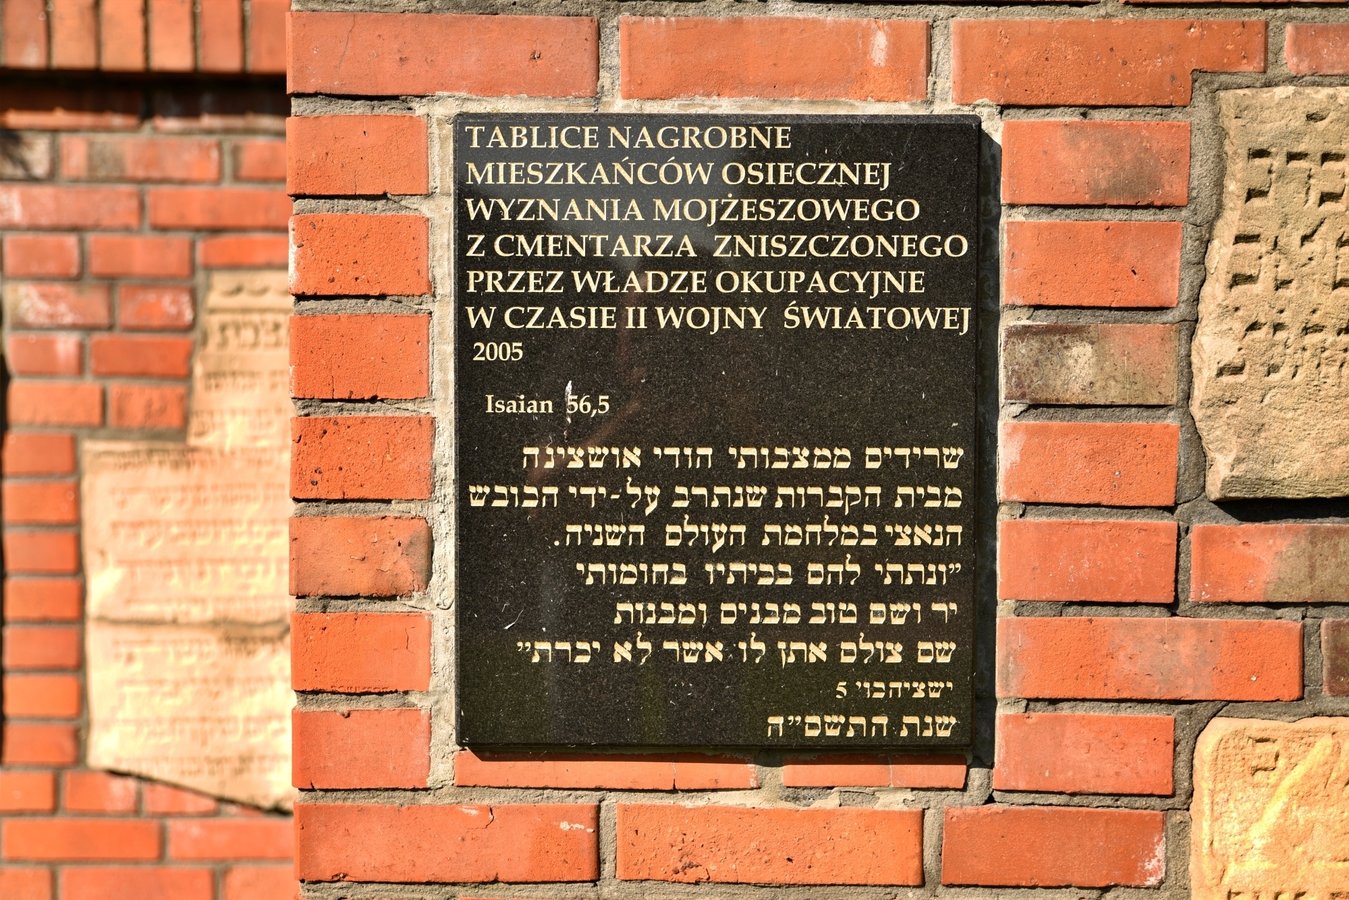 TABLICE NAGROBNE
MIESZKAŃCÓW OSIECZNEJ
WYZNANIA MOJŻESZOWEGO
Z CMENTARZA ZNISZCZONEGO
PRZEZ WŁADZE OKUPACYJNE
W CZASIE II WOJNY ŚWIATOWEJ
2005
Isaian 56,5
שרידים ממצבותי הודי אושצינה
מבית הקברות שנתרב על-ידי הכובש
הנאצי במלחמת העולם השניה.
"ונתתי להם בביתיו בחומותי
יר ושם טוב מבנים ומבנות
שם צולם אתן לו אשר לא יכרת"
ישציהבוי 5
שנת התשס"ה